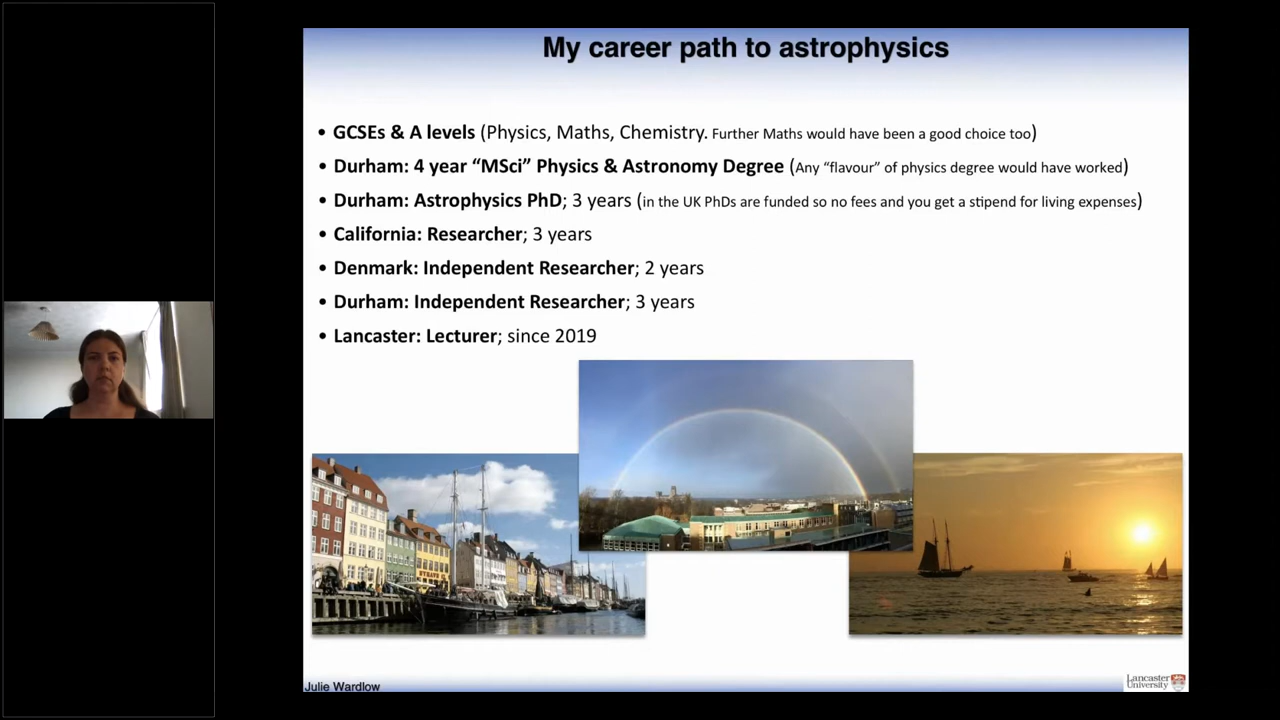 My career path to astrophysics
• GCSEs & A levels (Physics, Maths, Chemistry. Further Maths would have been a good choice too)
• Durham: 4 year “MSci” Physics & Astronomy Degree (Any “flavour” of physics degree would have worked)
• Durham: Astrophysics PhD; 3 years (in the UK PhDs are funded so no fees and you get a stipend for living expenses)
• California: Researcher; 3 years
• Denmark: Independent Researcher; 2 years
• Durham: Independent Researcher; 3 years
• Lancaster: Lecturer; since 2019
Julie Wardlow
Lancaster
University